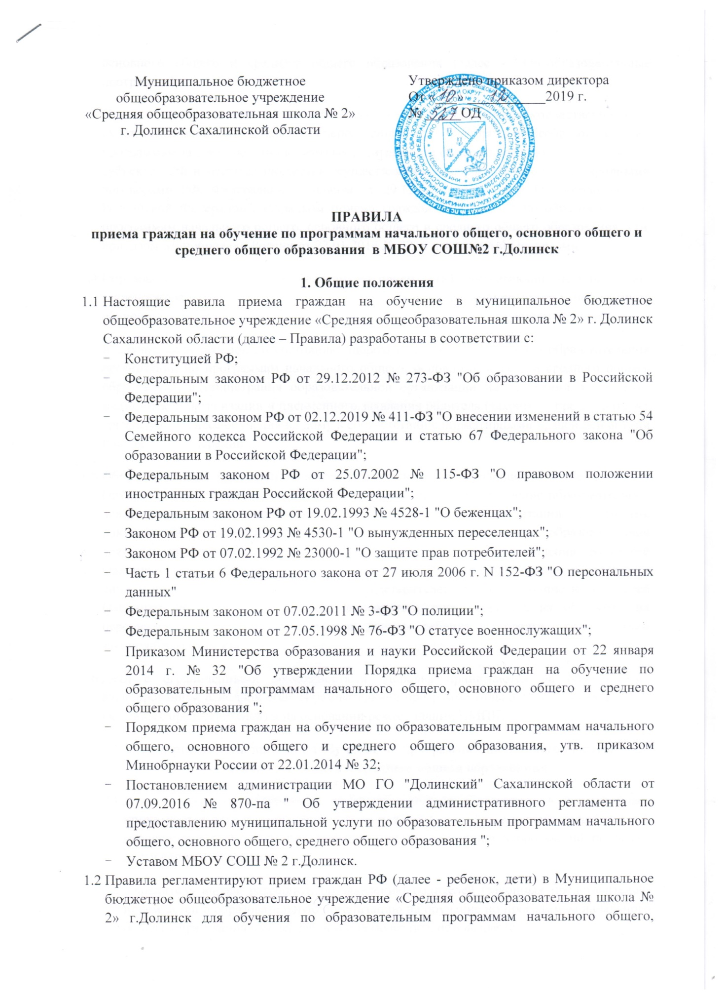 Муниципальное бюджетное
общеобразовательное учреждение
«Средняя общеобразовательная школа № 2»
г. Долинск Сахалинской области
Утверждено приказом директора
От «10» 12 2019 г.
№ 527 ОД
ИНН 6503009314 * ОКПО 54542950
ОГРН 1026500752299
ПРАВИЛА
приема граждан на обучение по программам начального общего, основного общего и
среднего общего образования в МБОУ СОШ№2 г.Долинск
1. Общие положения
1.1 Настоящие равила приема граждан на обучение в муниципальное бюджетное
общеобразовательное учреждение «Средняя общеобразовательная школа № 2» г. Долинск
Сахалинской области (далее – Правила) разработаны в соответствии с:
− Конституцией РФ;
− Федеральным законом РФ от 29.12.2012 № 273-ФЗ "Об образовании в Российской
Федерации";
− Федеральным законом РФ от 02.12.2019 № 411-ФЗ "О внесении изменений в статью 54
Семейного кодекса Российской Федерации и статью 67 Федерального закона "Об
образовании в Российской Федерации";
− Федеральным законом РФ от 25.07.2002 № 115-ФЗ "О правовом положении
иностранных граждан Российской Федерации";
− Федеральным законом РФ от 19.02.1993 № 4528-1 "О беженцах";
− Законом РФ от 19.02.1993 № 4530-1 "О вынужденных переселенцах";
− Законом РФ от 07.02.1992 № 23000-1 "О защите прав потребителей";
− Часть 1 статьи 6 Федерального закона от 27 июля 2006 г. N 152-ФЗ "О персональных
данных"
− Федеральным законом от 07.02.2011 № 3-ФЗ "О полиции";
− Федеральным законом от 27.05.1998 № 76-ФЗ "О статусе военнослужащих";
− Приказом Министерства образования и науки Российской Федерации от 22 января
2014 г. № 32 "Об утверждении Порядка приема граждан на обучение по
образовательным программам начального общего, основного общего и среднего
общего образования ";
− Порядком приема граждан на обучение по образовательным программам начального
общего, основного общего и среднего общего образования, утв. приказом
Минобрнауки России от 22.01.2014 № 32;
− Постановлением администрации МО ГО "Долинский" Сахалинской области от
07.09.2016 № 870-па " Об утверждении административного регламента по
предоставлению муниципальной услуги по образовательным программам начального
общего, основного общего, среднего общего образования ";
− Уставом МБОУ СОШ № 2 г.Долинск.
1.2 Правила регламентируют прием граждан РФ (далее - ребенок, дети) в Муниципальное
бюджетное общеобразовательное учреждение «Средняя общеобразовательная школа №
2» г.Долинск для обучения по образовательным программам начального общего,